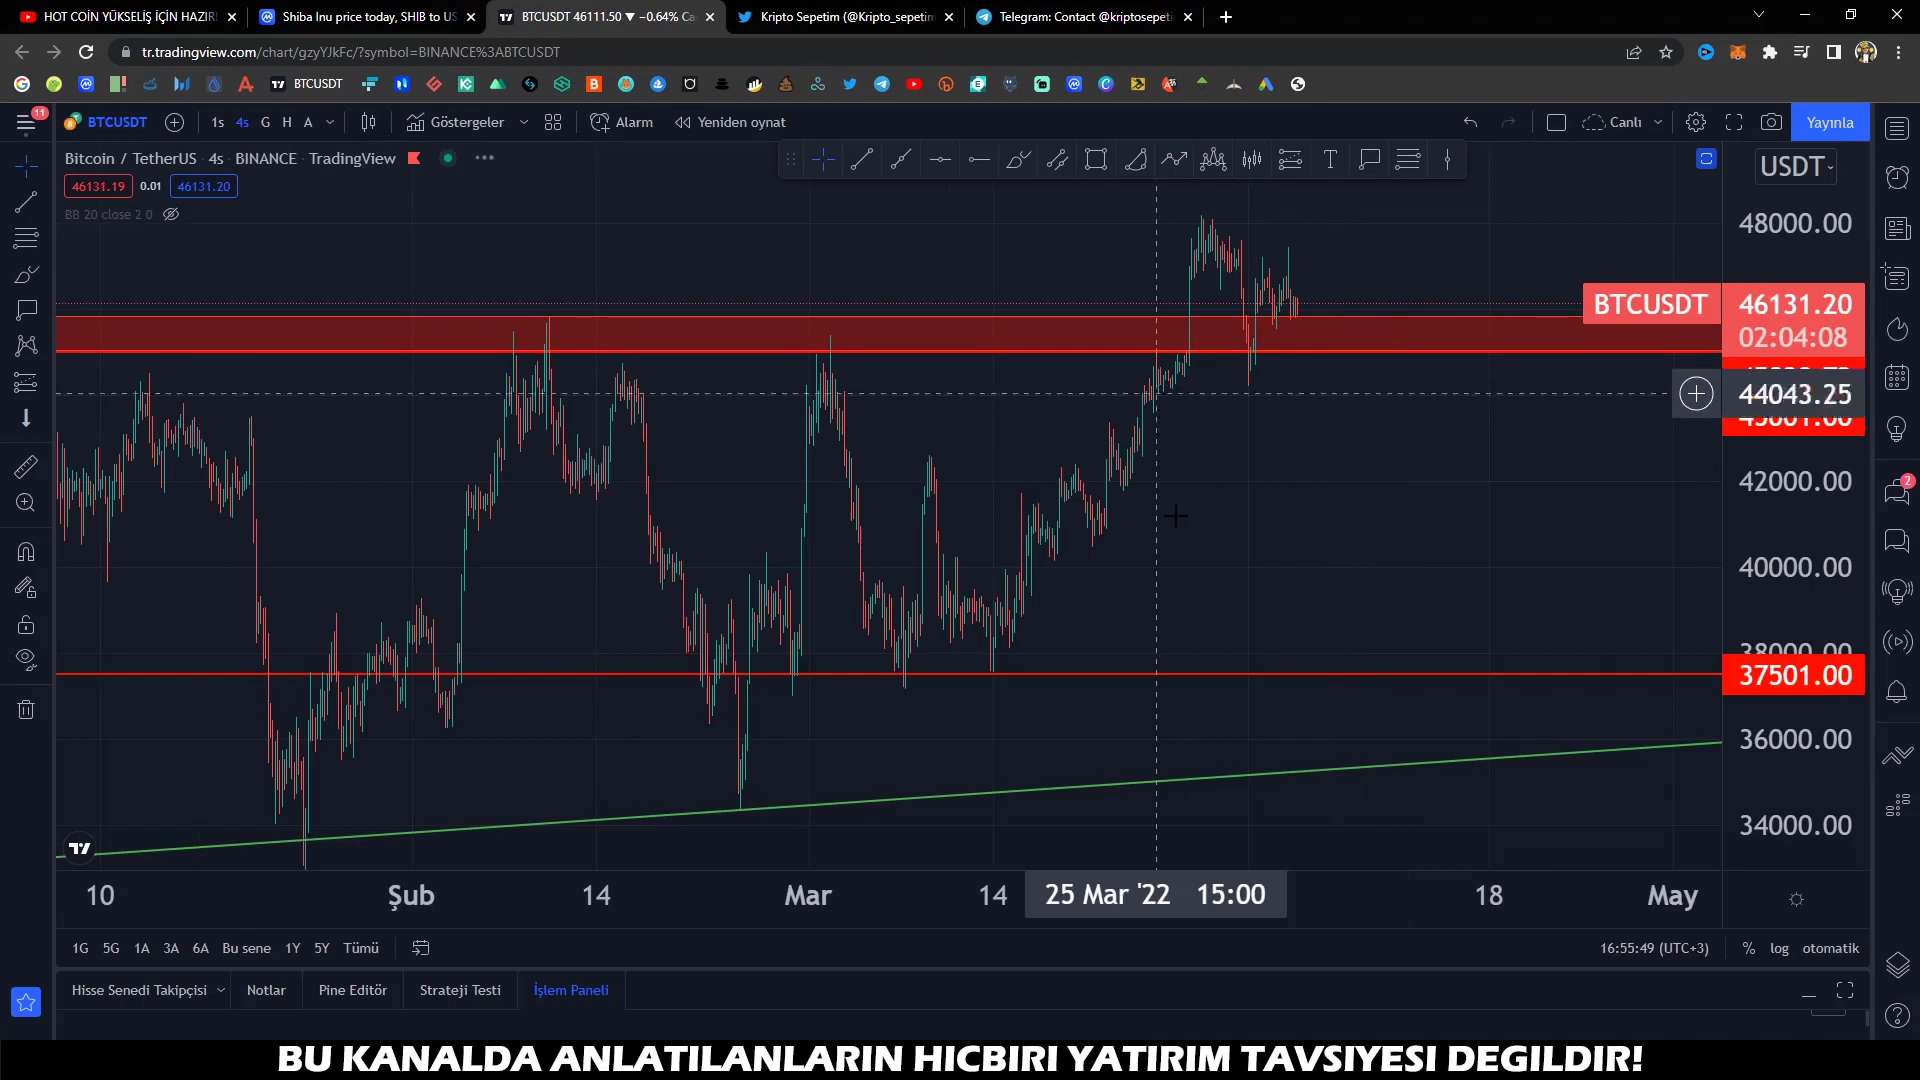 HOT COİN YÜKSELİŞ İÇİN HAZIR!
Shiba Inu price today, SHIB to US
BTCUSDT 46111.50 ▼ −0.64% Ca
Kripto Sepetim (@Kripto_sepetim
Telegram: Contact @kriptosepeti
tr.tradingview.com/chart/gzyYJkFc/?symbol=BINANCE%3ABTCUSDT
BTCUSDT
11
BTCUSDT
1s 4s G H A
Göstergeler
Alarm
Yeniden oynat
Canlı
Yayınla
Bitcoin / TetherUS · 4s · BINANCE · TradingView
USDT
46131.19 0.01 46131.20
BB 20 close 2 0
48000.00
BTCUSDT 46131.20
02:04:08
44043.25
42000.00
40000.00
38000.00
37501.00
36000.00
34000.00
2
10 Şub 14 Mar 14 25 Mar '22 15:00 18 May
1G 5G 1A 3A 6A Bu sene 1Y 5Y Tümü
16:55:49 (UTC+3) % log otomatik
Hisse Senedi Takipçisi Notlar Pine Editör Strateji Testi İşlem Paneli
BU KANALDA ANLATILANLARIN HICBIRI YATIRIM TAVSIYESI DEGILDIR!